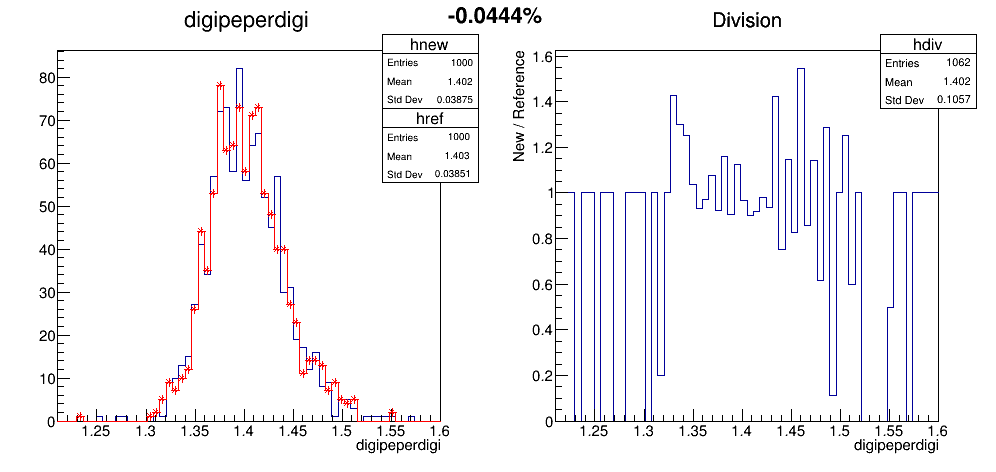 -0.0444%
digipeperdigi
hnew
Entries 1000
Mean 1.402
Std Dev 0.03875
href
Entries 1000
Mean 1.403
Std Dev 0.03851
80
70
60
50
40
30
20
10
0
1.25 1.3 1.35 1.4 1.45 1.5 1.55 1.6
digipeperdigi
Division
hdiv
Entries 1062
Mean 1.402
Std Dev 0.1057
New / Reference
1.6
1.4
1.2
1
0.8
0.6
0.4
0.2
0
1.25 1.3 1.35 1.4 1.45 1.5 1.55 1.6
digipeperdigi